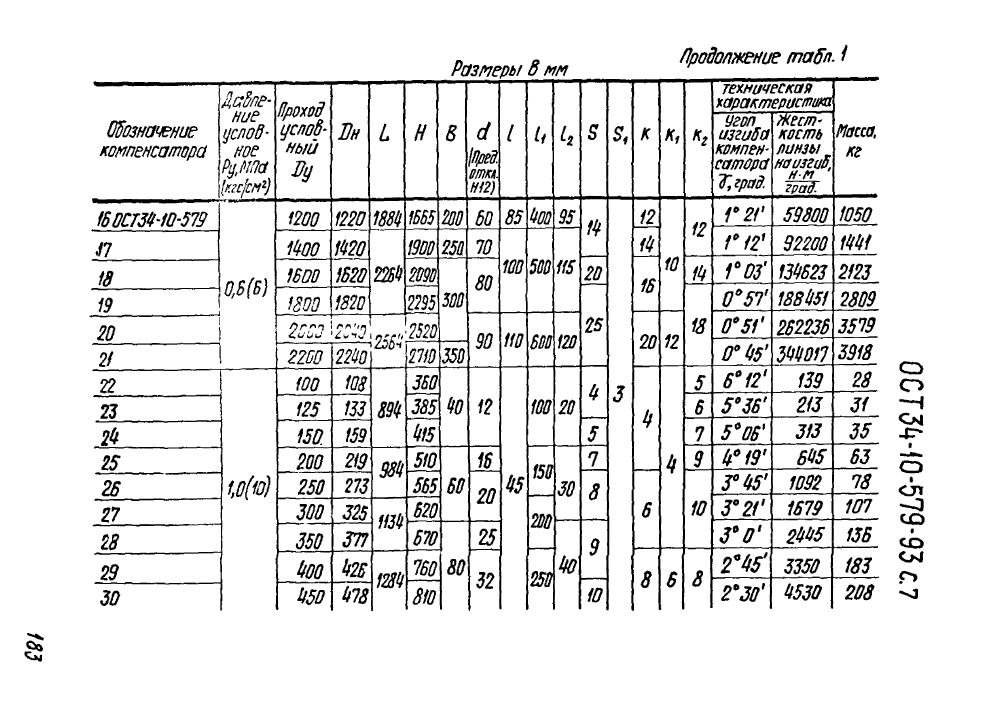 Продолжение табл. 1
Размеры в мм
Обозначение компенсатора | Давление условное Ру, МПа (кгс/см²) | Проход условный Dу | Dн | L | H | B | d (Пред. откл. H12) | l | l₁ | l₂ | S | S₁ | K | K₁ | K₂ | Техническая характеристика: Угол изгиба компенсатора γ, град. | Жесткость линзы на изгиб, Н·М/град. | Масса, кг
16 ОСТ34-10-579 | 0,6(6) | 1200 | 1220 | 1884 | 1665 | 200 | 60 | 85 | 400 | 95 | 14 | 3 | 12 | 10 | 12 | 1° 21' | 59800 | 1050
17 | 1400 | 1420 | 2264 | 1900 | 250 | 70 | 100 | 500 | 115 | 14 | 1° 12' | 92200 | 1441
18 | 1600 | 1620 | 2090 | 300 | 80 | 20 | 16 | 14 | 1° 03' | 134623 | 2123
19 | 1800 | 1820 | 2295 | 25 | 18 | 0° 57' | 188451 | 2809
20 | 2000 | 2040 | 2564 | 2520 | 90 | 110 | 600 | 120 | 20 | 12 | 0° 51' | 262236 | 3579
21 | 2200 | 2240 | 2710 | 350 | 0° 45' | 344017 | 3918
22 | 1,0(10) | 100 | 108 | 894 | 360 | 40 | 12 | 45 | 100 | 20 | 4 | 4 | 4 | 5 | 6° 12' | 139 | 28
23 | 125 | 133 | 385 | 6 | 5° 36' | 213 | 31
24 | 150 | 159 | 415 | 5 | 7 | 5° 06' | 313 | 35
25 | 200 | 219 | 984 | 510 | 60 | 16 | 150 | 30 | 7 | 9 | 4° 19' | 645 | 63
26 | 250 | 273 | 565 | 20 | 8 | 6 | 10 | 3° 45' | 1092 | 78
27 | 300 | 325 | 1134 | 620 | 200 | 3° 21' | 1679 | 107
28 | 350 | 377 | 670 | 80 | 25 | 40 | 9 | 3° 0' | 2445 | 136
29 | 400 | 426 | 1284 | 760 | 32 | 250 | 8 | 6 | 8 | 2° 45' | 3350 | 183
30 | 450 | 478 | 810 | 10 | 2° 30' | 4530 | 208
ОСТ34-10-579-93 с.7
183